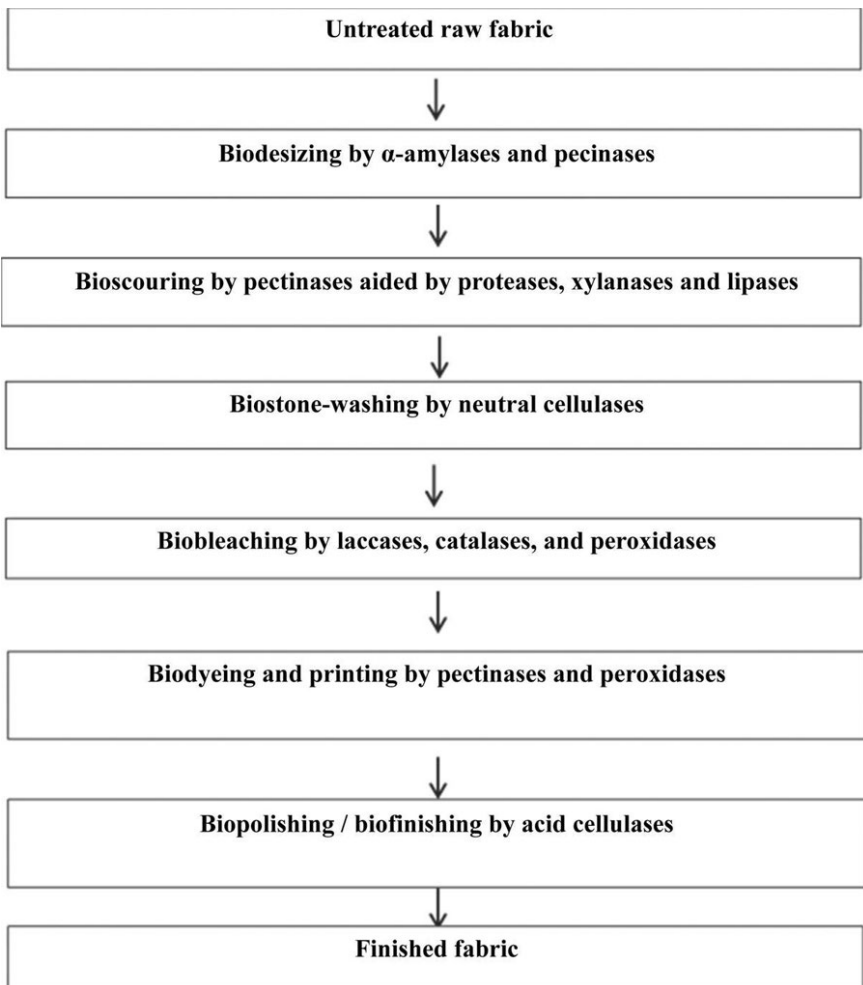 Untreated raw fabric
Biodesizing by α-amylases and pecinases
Bioscouring by pectinases aided by proteases, xylanases and lipases
Biostone-washing by neutral cellulases
Biobleaching by laccases, catalases, and peroxidases
Biodyeing and printing by pectinases and peroxidases
Biopolishing / biofinishing by acid cellulases
Finished fabric